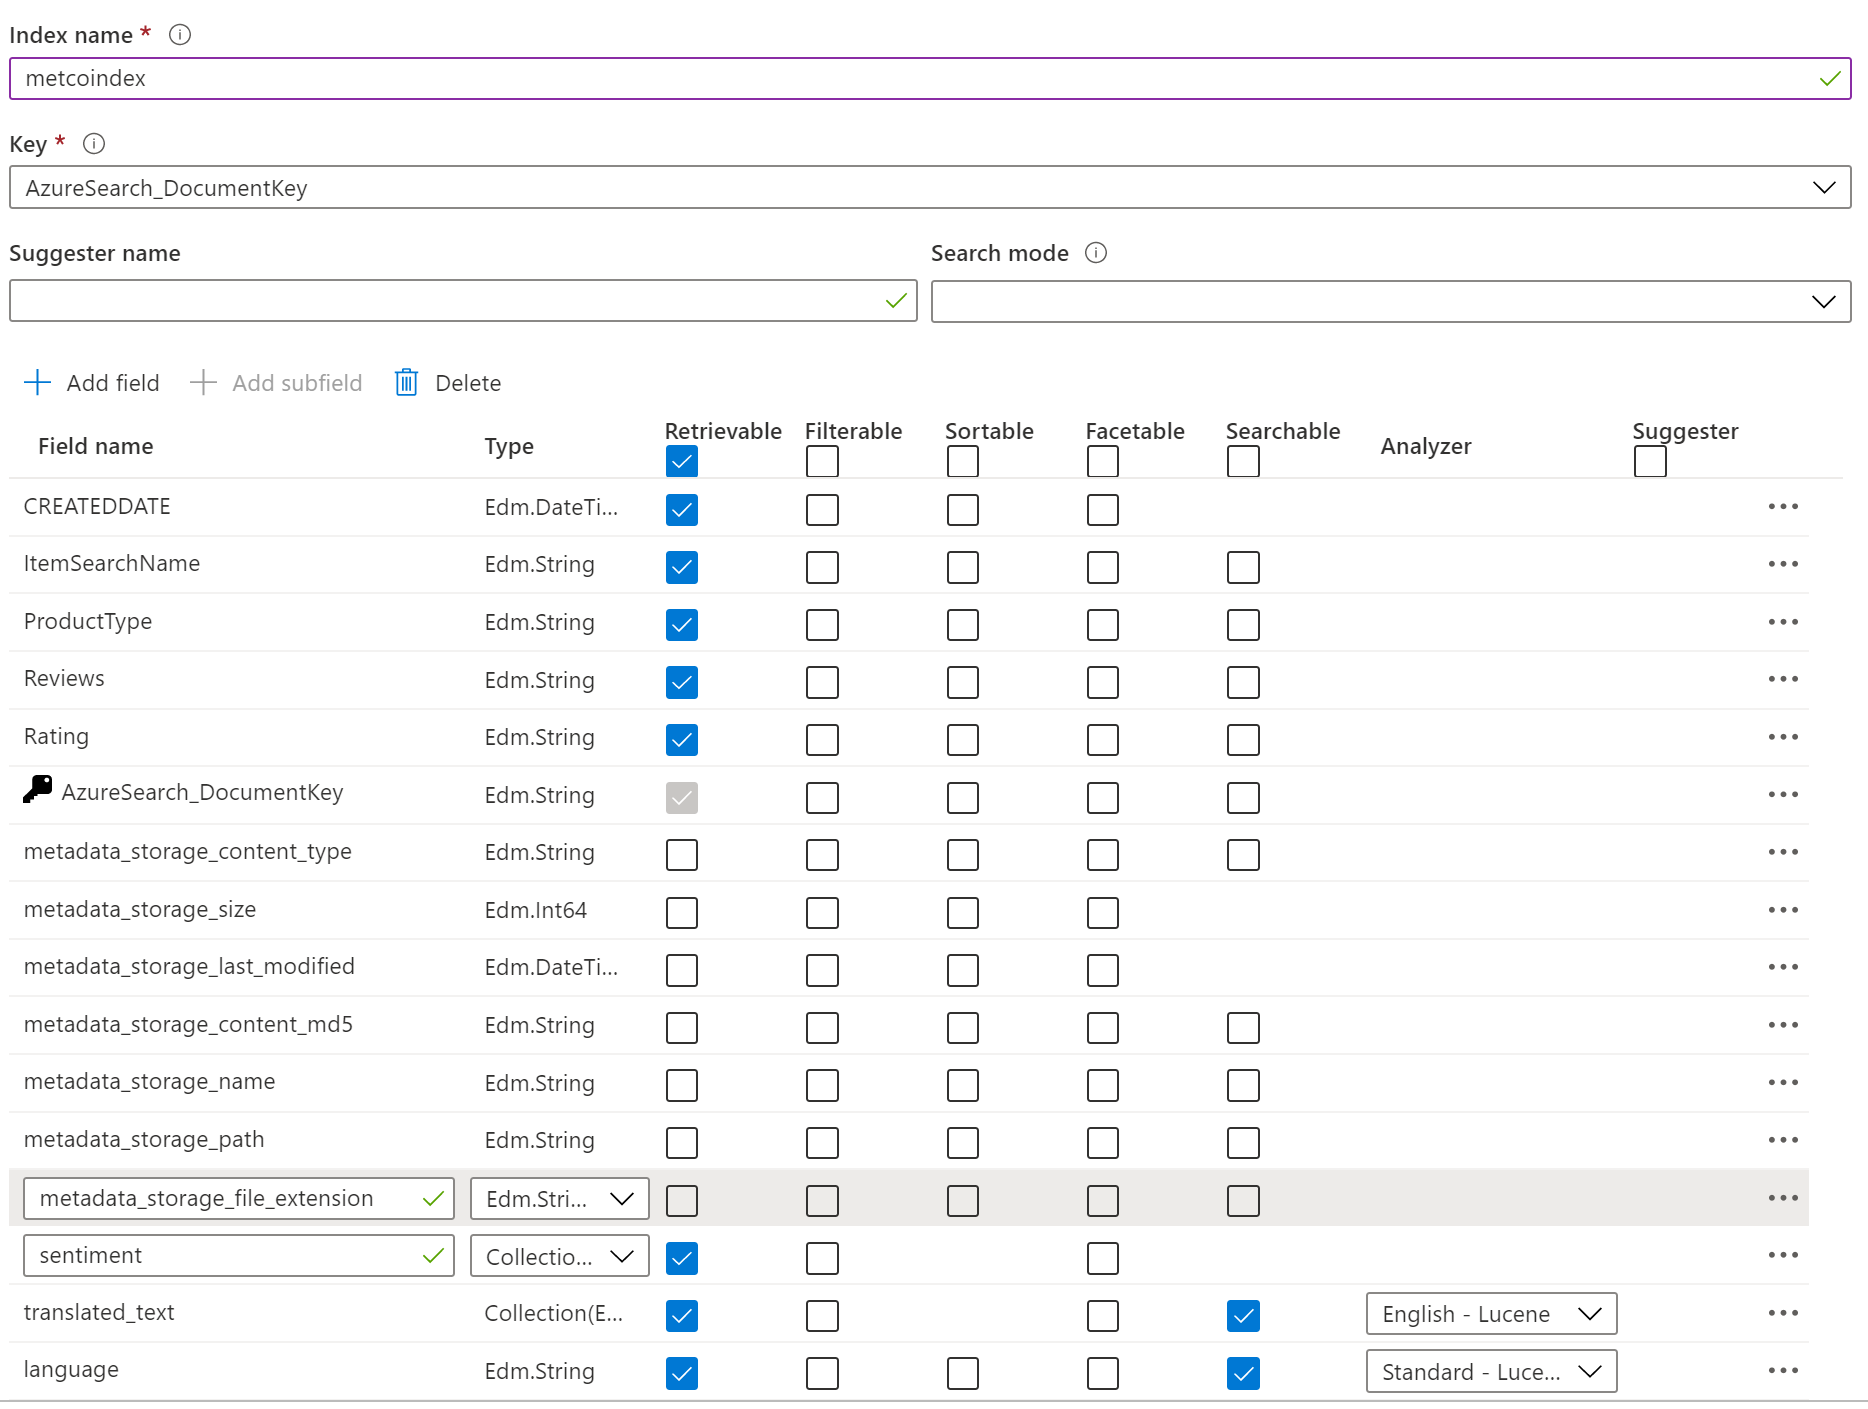 Index name *
metcoindex
Key *
AzureSearch_DocumentKey
Suggester name Search mode
Add field Add subfield Delete
Field name Type Retrievable Filterable Sortable Facetable Searchable Analyzer Suggester
CREATEDDATE Edm.DateTi...
ItemSearchName Edm.String
ProductType Edm.String
Reviews Edm.String
Rating Edm.String
AzureSearch_DocumentKey Edm.String
metadata_storage_content_type Edm.String
metadata_storage_size Edm.Int64
metadata_storage_last_modified Edm.DateTi...
metadata_storage_content_md5 Edm.String
metadata_storage_name Edm.String
metadata_storage_path Edm.String
metadata_storage_file_extension Edm.Stri...
sentiment Collectio...
translated_text Collection(E... English - Lucene
language Edm.String Standard - Luce...